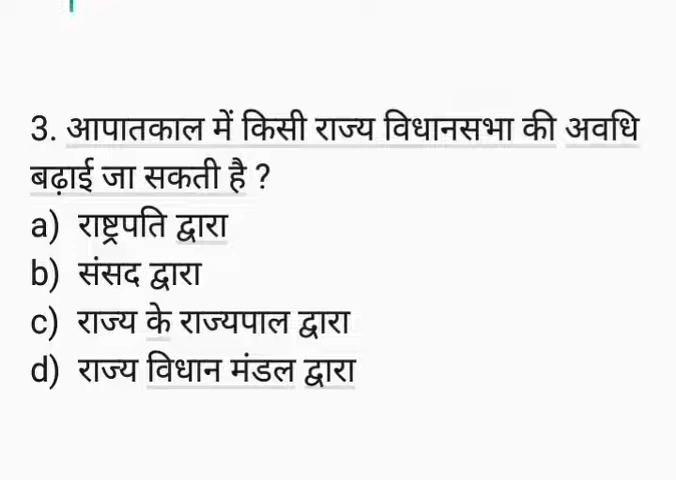 3. आपातकाल में किसी राज्य विधानसभा की अवधि
बढ़ाई जा सकती है ?
a) राष्ट्रपति द्वारा
b) संसद द्वारा
c) राज्य के राज्यपाल द्वारा
d) राज्य विधान मंडल द्वारा